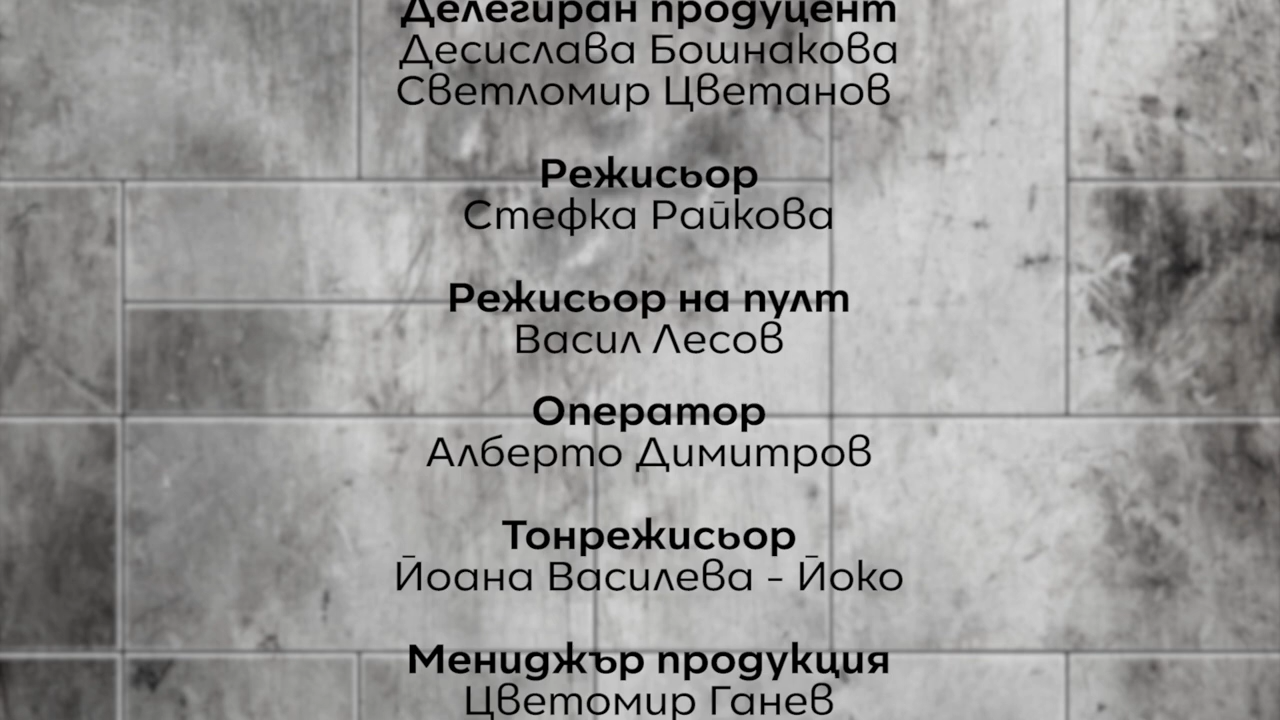 Делегиран продуцент
Десислава Бошнакова
Светломир Цветанов
Режисьор
Стефка Райкова
Режисьор на пулт
Васил Лесов
Оператор
Алберто Димитров
Тонрежисьор
Йоана Василева - Йоко
Мениджър продукция
Цветомир Ганев